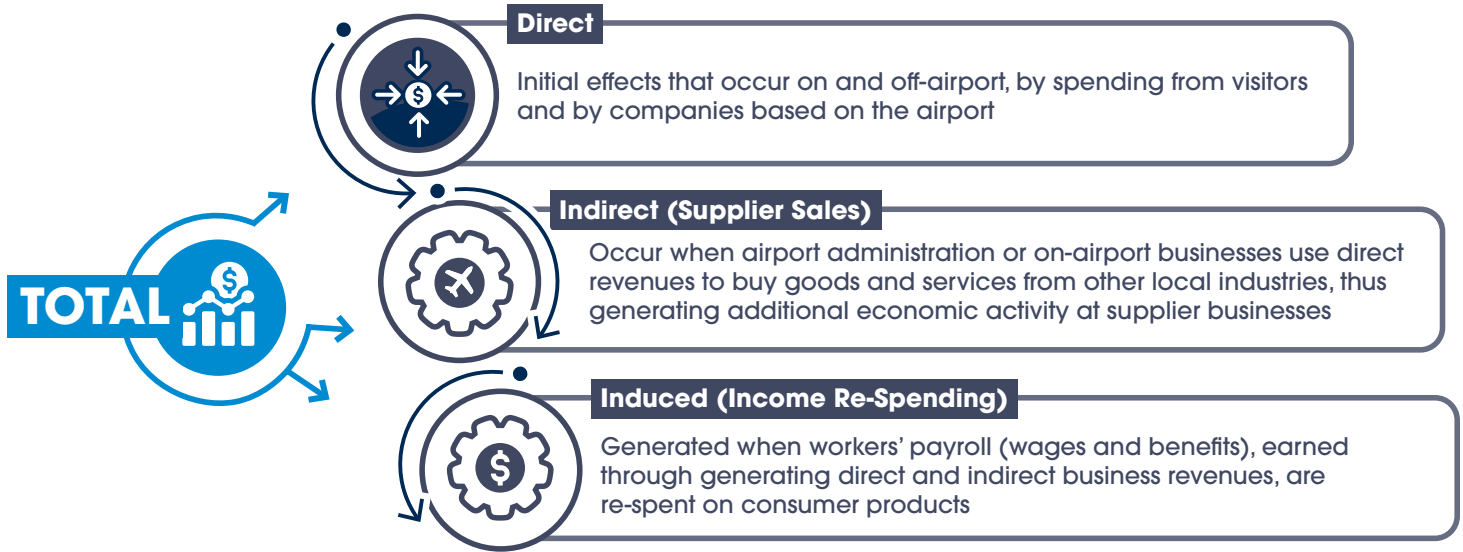 Direct
Initial effects that occur on and off-airport, by spending from visitors
and by companies based on the airport
Indirect (Supplier Sales)
Occur when airport administration or on-airport businesses use direct
revenues to buy goods and services from other local industries, thus
generating additional economic activity at supplier businesses
TOTAL
Induced (Income Re-Spending)
Generated when workers’ payroll (wages and benefits), earned
through generating direct and indirect business revenues, are
re-spent on consumer products
$
$
$